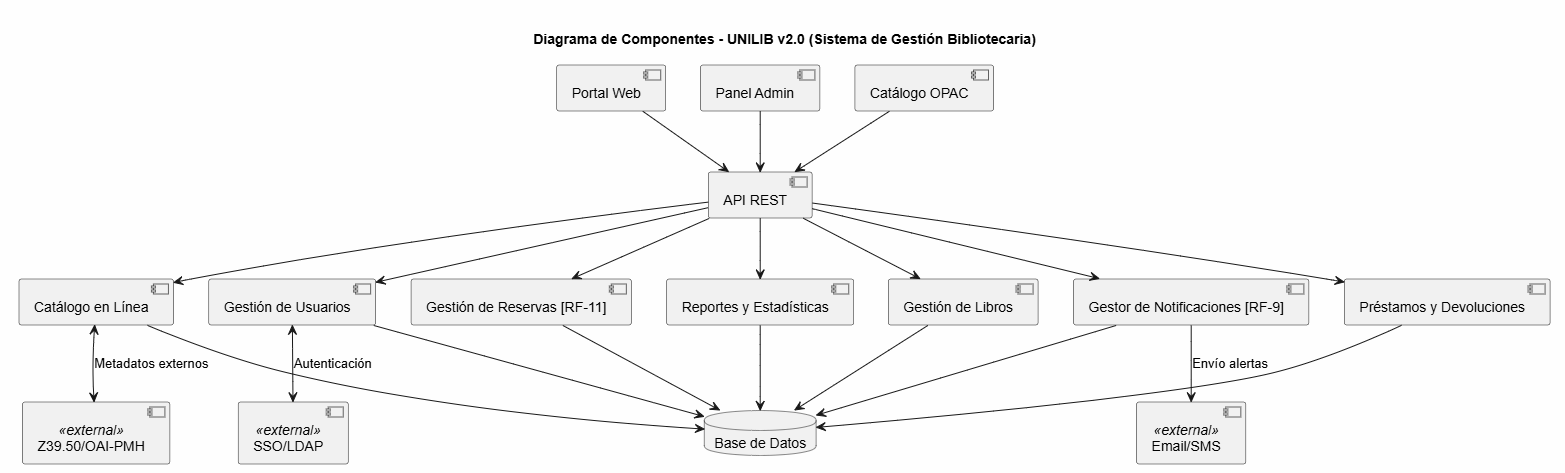 Diagrama de Componentes - UNILIB v2.0 (Sistema de Gestión Bibliotecaria)
Portal Web
Panel Admin
Catálogo OPAC
API REST
Catálogo en Línea
Gestión de Usuarios
Gestión de Reservas [RF-11]
Reportes y Estadísticas
Gestión de Libros
Gestor de Notificaciones [RF-9]
Préstamos y Devoluciones
Metadatos externos
Autenticación
Envío alertas
«external»
Z39.50/OAI-PMH
«external»
SSO/LDAP
Base de Datos
«external»
Email/SMS